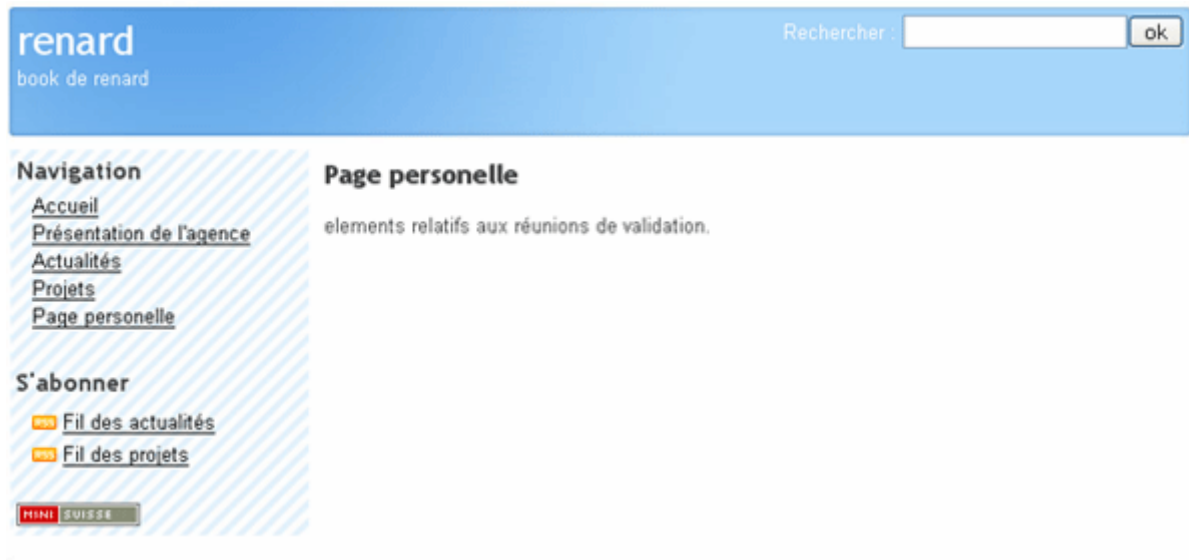 renard
book de renard
Rechercher :
ok
Navigation
Accueil
Présentation de l'agence
Actualités
Projets
Page personelle
S'abonner
RSS Fil des actualités
RSS Fil des projets
MINI SUISSE
Page personelle
elements relatifs aux réunions de validation.